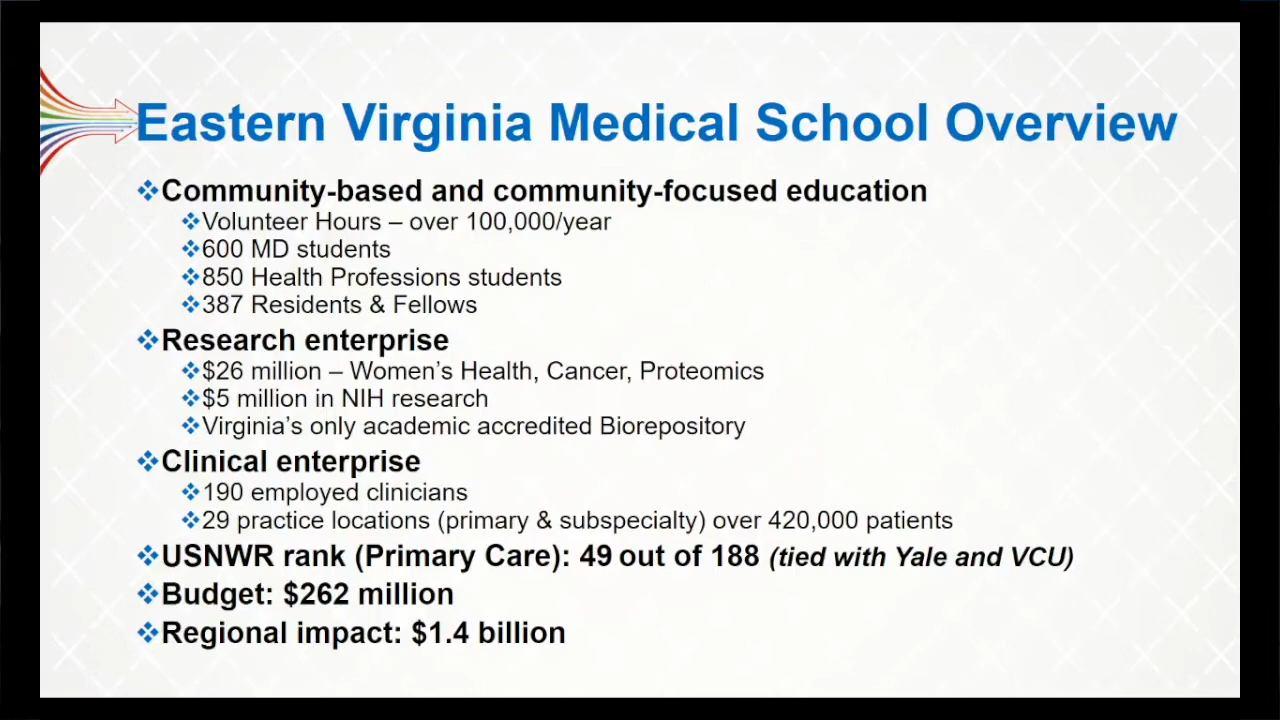 Eastern Virginia Medical School Overview
❖Community-based and community-focused education
❖Volunteer Hours – over 100,000/year
❖600 MD students
❖850 Health Professions students
❖387 Residents & Fellows
❖Research enterprise
❖$26 million – Women’s Health, Cancer, Proteomics
❖$5 million in NIH research
❖Virginia’s only academic accredited Biorepository
❖Clinical enterprise
❖190 employed clinicians
❖29 practice locations (primary & subspecialty) over 420,000 patients
❖USNWR rank (Primary Care): 49 out of 188 (tied with Yale and VCU)
❖Budget: $262 million
❖Regional impact: $1.4 billion